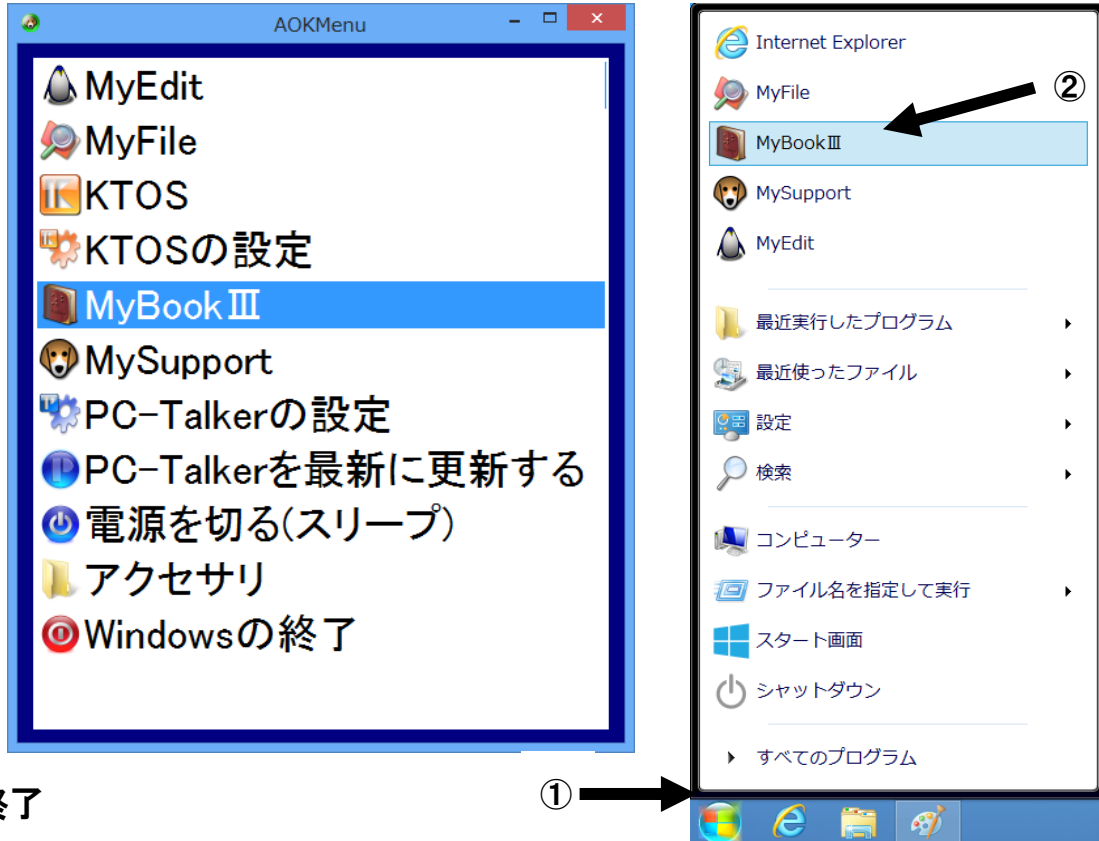 AOKMenu
MyEdit
MyFile
KTOS
KTOSの設定
MyBookⅢ
MySupport
PC-Talkerの設定
PC-Talkerを最新に更新する
電源を切る(スリープ)
アクセサリ
Windowsの終了
終了
Internet Explorer
MyFile
②
MyBookⅢ
MySupport
MyEdit
最近実行したプログラム
最近使ったファイル
設定
検索
コンピューター
ファイル名を指定して実行
スタート画面
シャットダウン
すべてのプログラム
①